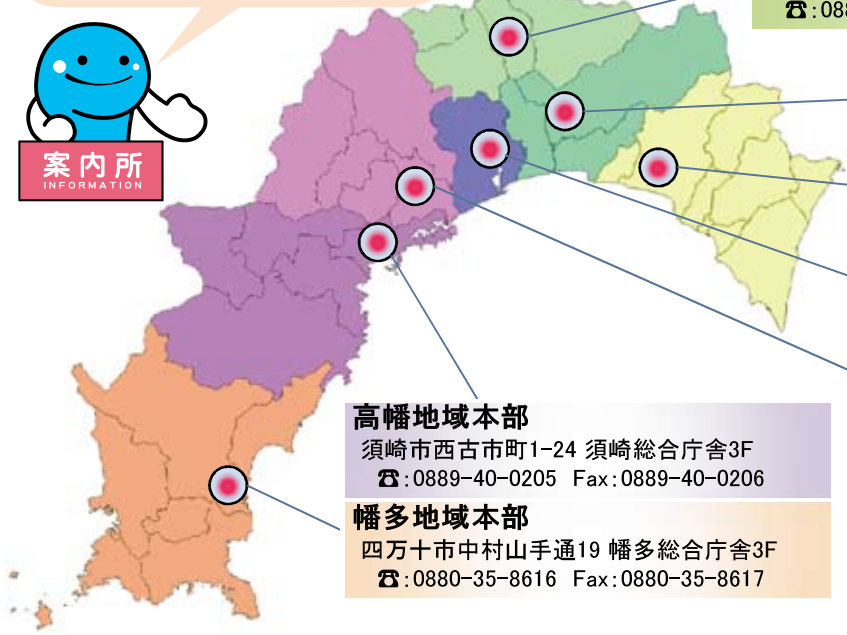 ☎:088
案内所
INFORMATION
高幡地域本部
須崎市西古市町1-24 須崎総合庁舎3F
☎:0889-40-0205 Fax:0889-40-0206
幡多地域本部
四万十市中村山手通19 幡多総合庁舎3F
☎:0880-35-8616 Fax:0880-35-8617